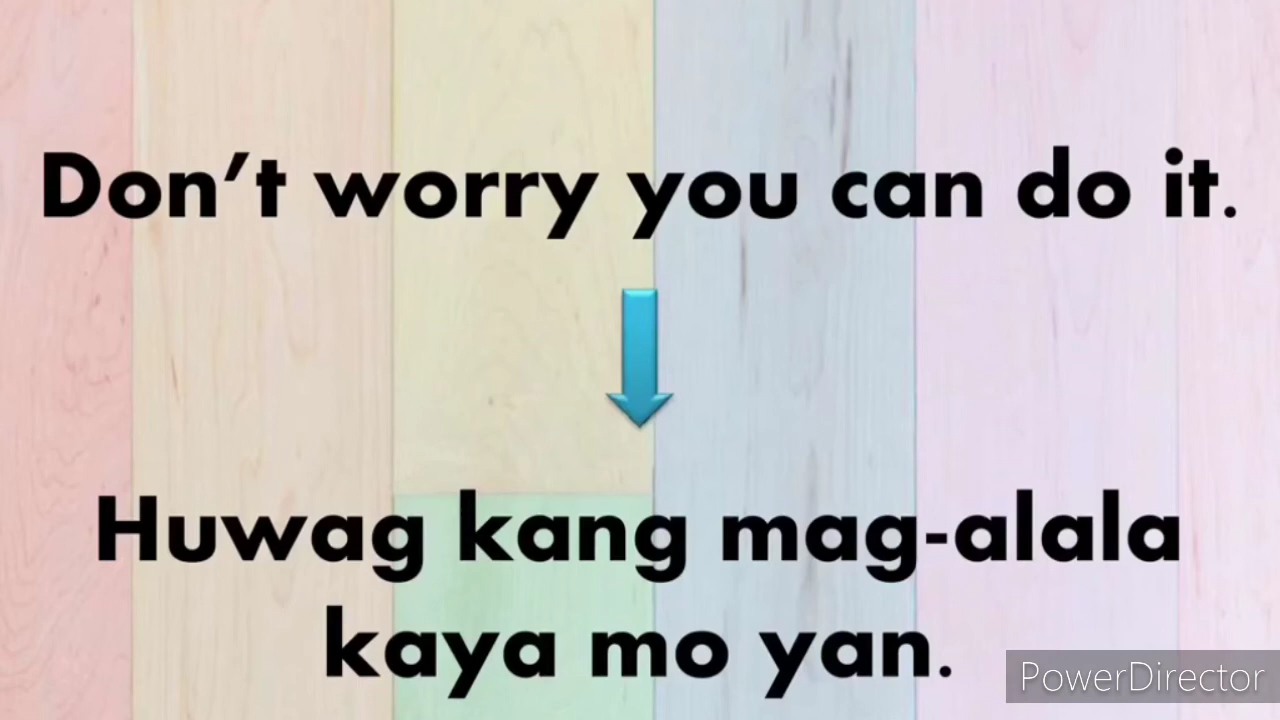 Don't worry you can do it.
Huwag kang mag-alala
kaya mo yan.
PowerDirector